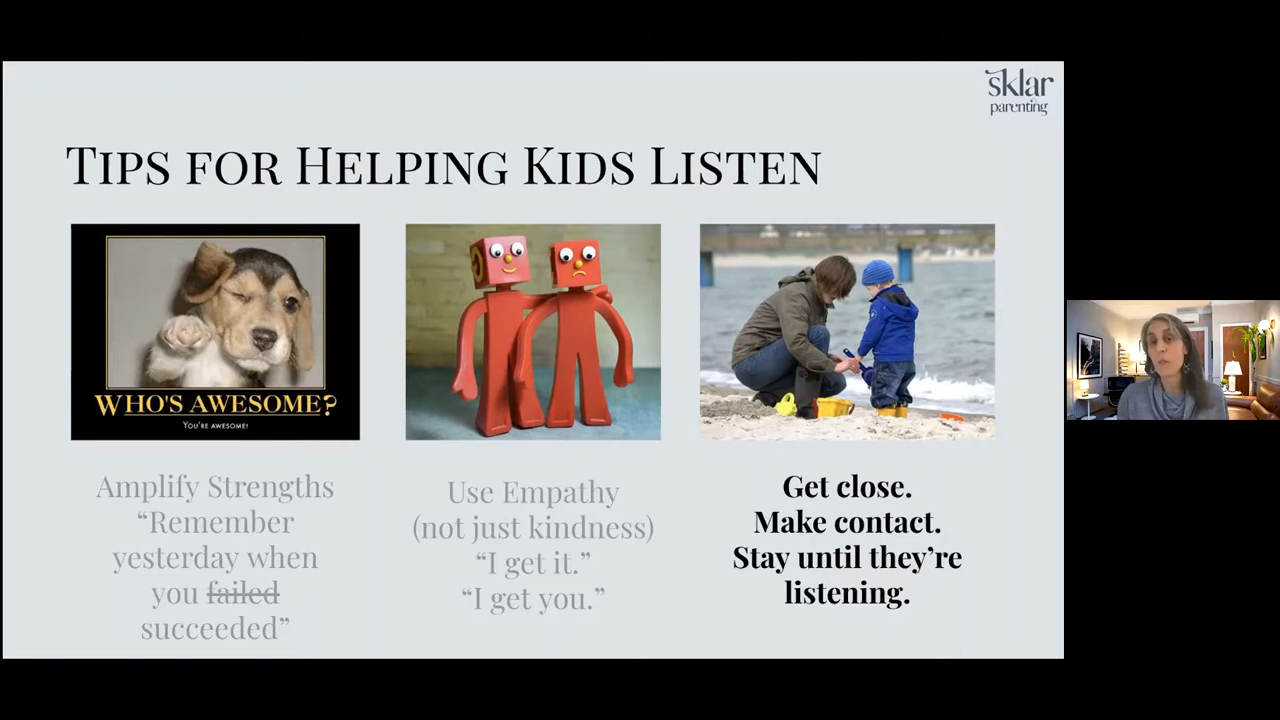 sklar
parenting
Tips for Helping Kids Listen
Who's Awesome?
You're awesome!
Amplify Strengths
“Remember
yesterday when
you failed
succeeded”
Use Empathy
(not just kindness)
“I get it.”
“I get you.”
Get close.
Make contact.
Stay until they’re
listening.